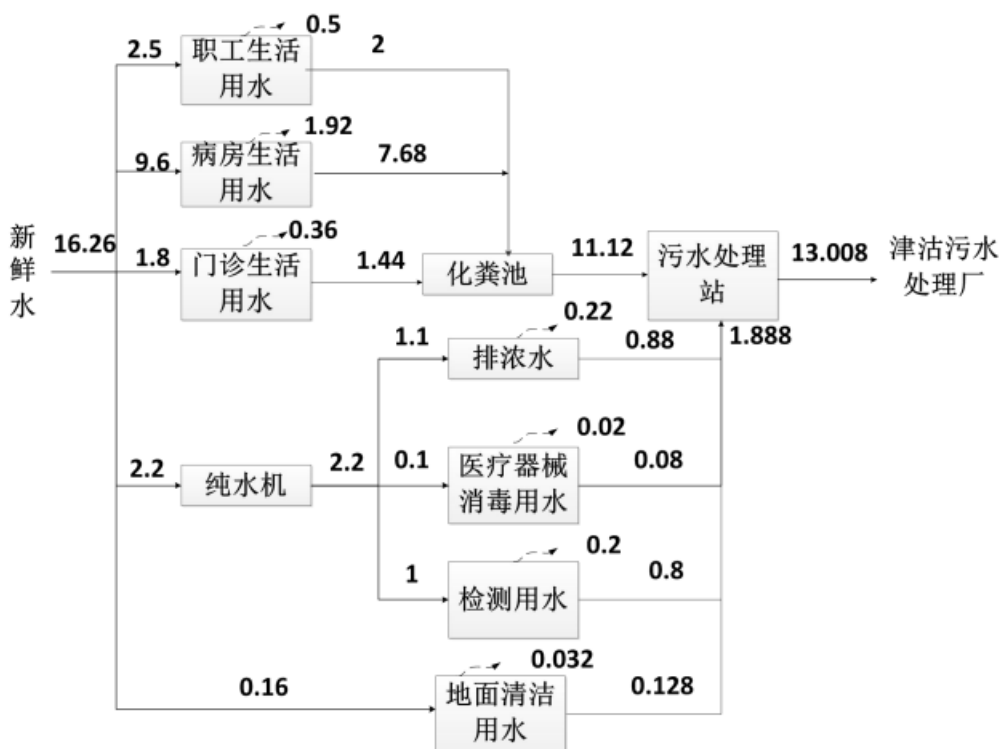 0.5
2.5
职工生活
用水
2
1.92
9.6
病房生活
用水
7.68
新
鲜
水
16.26
0.36
1.8
门诊生活
用水
1.44
化粪池
11.12
污水处理
站
13.008
津沽污水
处理厂
0.22
1.1
排浓水
0.88
1.888
2.2
纯水机
2.2
0.02
0.1
医疗器械
消毒用水
0.08
0.2
1
检测用水
0.8
0.032
0.16
地面清洁
用水
0.128